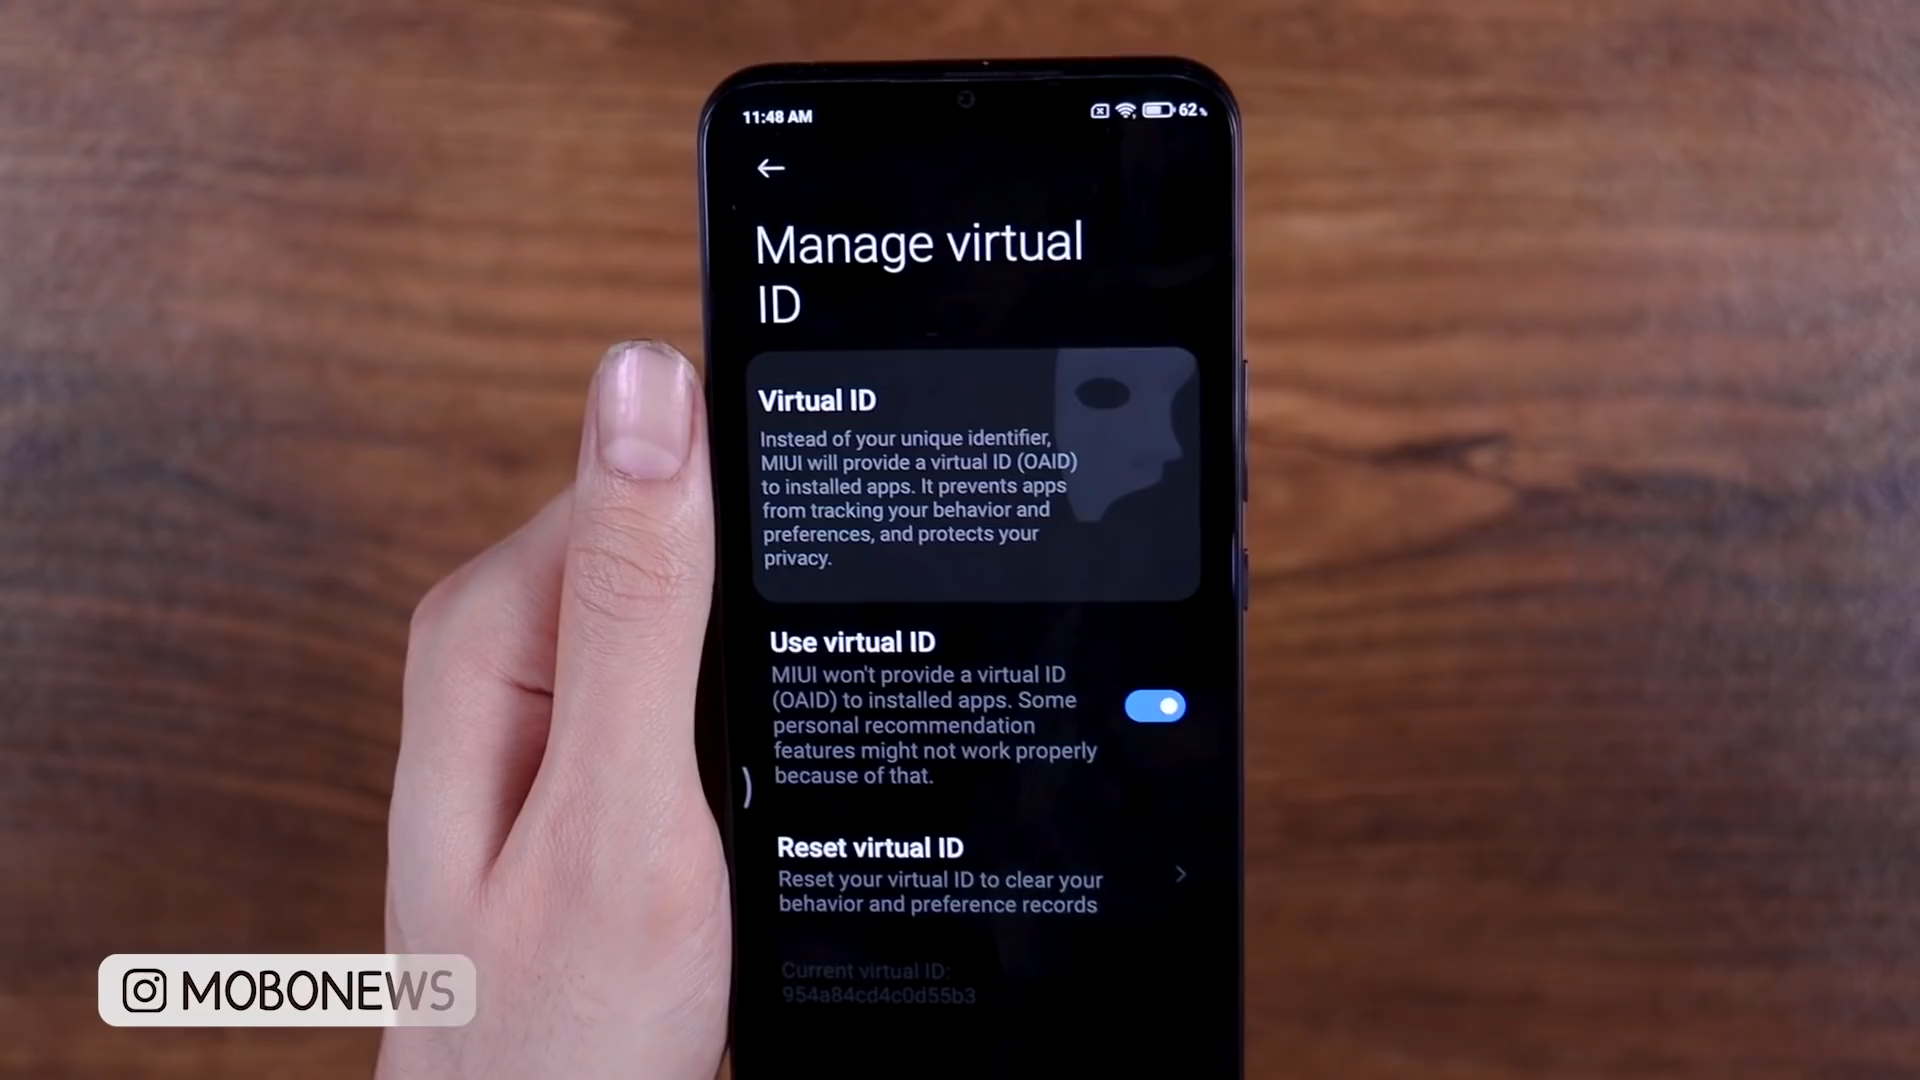 11:48 AM
62%
Manage virtual
ID
Virtual ID
Instead of your unique identifier,
MIUI will provide a virtual ID (OAID)
to installed apps. It prevents apps
from tracking your behavior and
preferences, and protects your
privacy.
Use virtual ID
MIUI won't provide a virtual ID
(OAID) to installed apps. Some
personal recommendation
features might not work properly
because of that.
Reset virtual ID
Reset your virtual ID to clear your
behavior and preference records
Current virtual ID:
954a84cd4c0d55b3
MOBONEWS